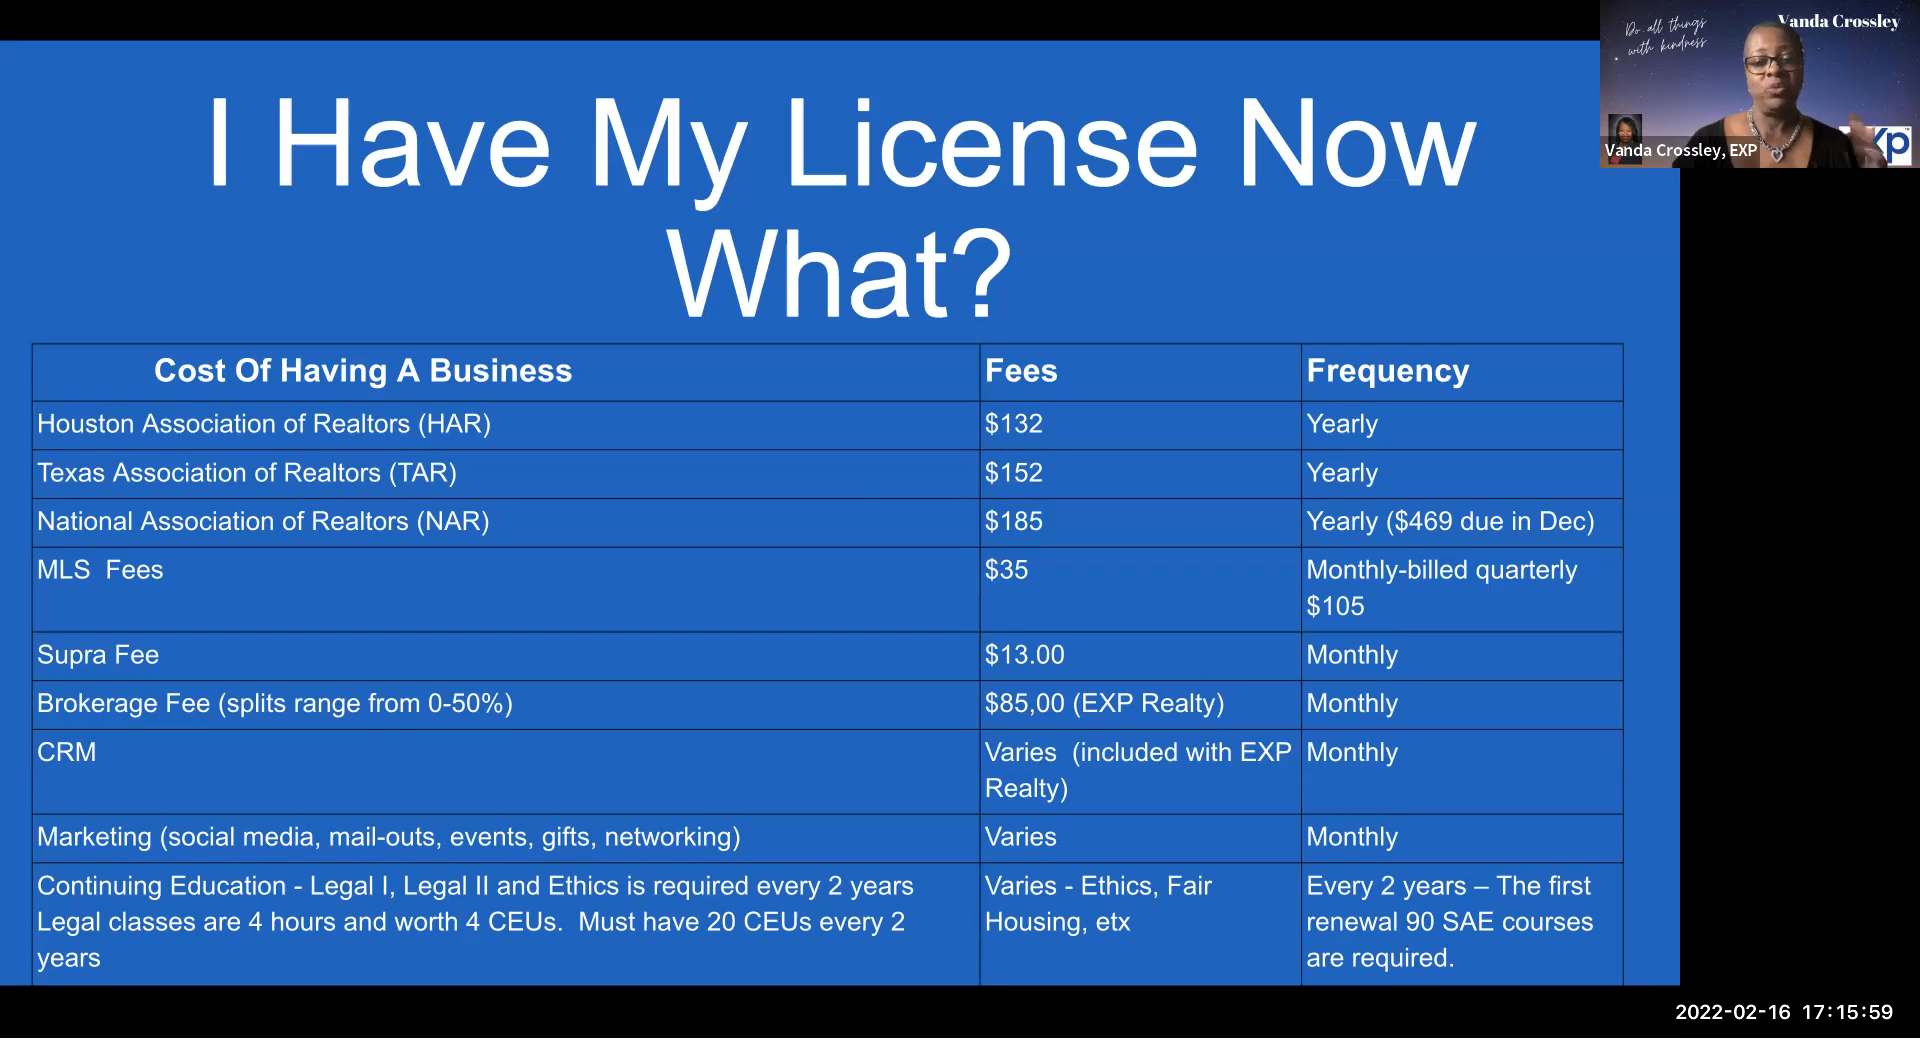 Do all things
with kindness
Vanda Crossley
Vanda Crossley, EXP
xp
I Have My License Now
What?
Cost Of Having A Business Fees Frequency
Houston Association of Realtors (HAR) $132 Yearly
Texas Association of Realtors (TAR) $152 Yearly
National Association of Realtors (NAR) $185 Yearly ($469 due in Dec)
MLS  Fees $35 Monthly-billed quarterly
$105
Supra Fee $13.00 Monthly
Brokerage Fee (splits range from 0-50%) $85,00 (EXP Realty) Monthly
CRM Varies  (included with EXP Monthly
Realty)
Marketing (social media, mail-outs, events, gifts, networking) Varies Monthly
Continuing Education - Legal I, Legal II and Ethics is required every 2 years Varies - Ethics, Fair Every 2 years – The first
Legal classes are 4 hours and worth 4 CEUs.  Must have 20 CEUs every 2 Housing, etx renewal 90 SAE courses
years are required.
2022-02-16 17:15:59